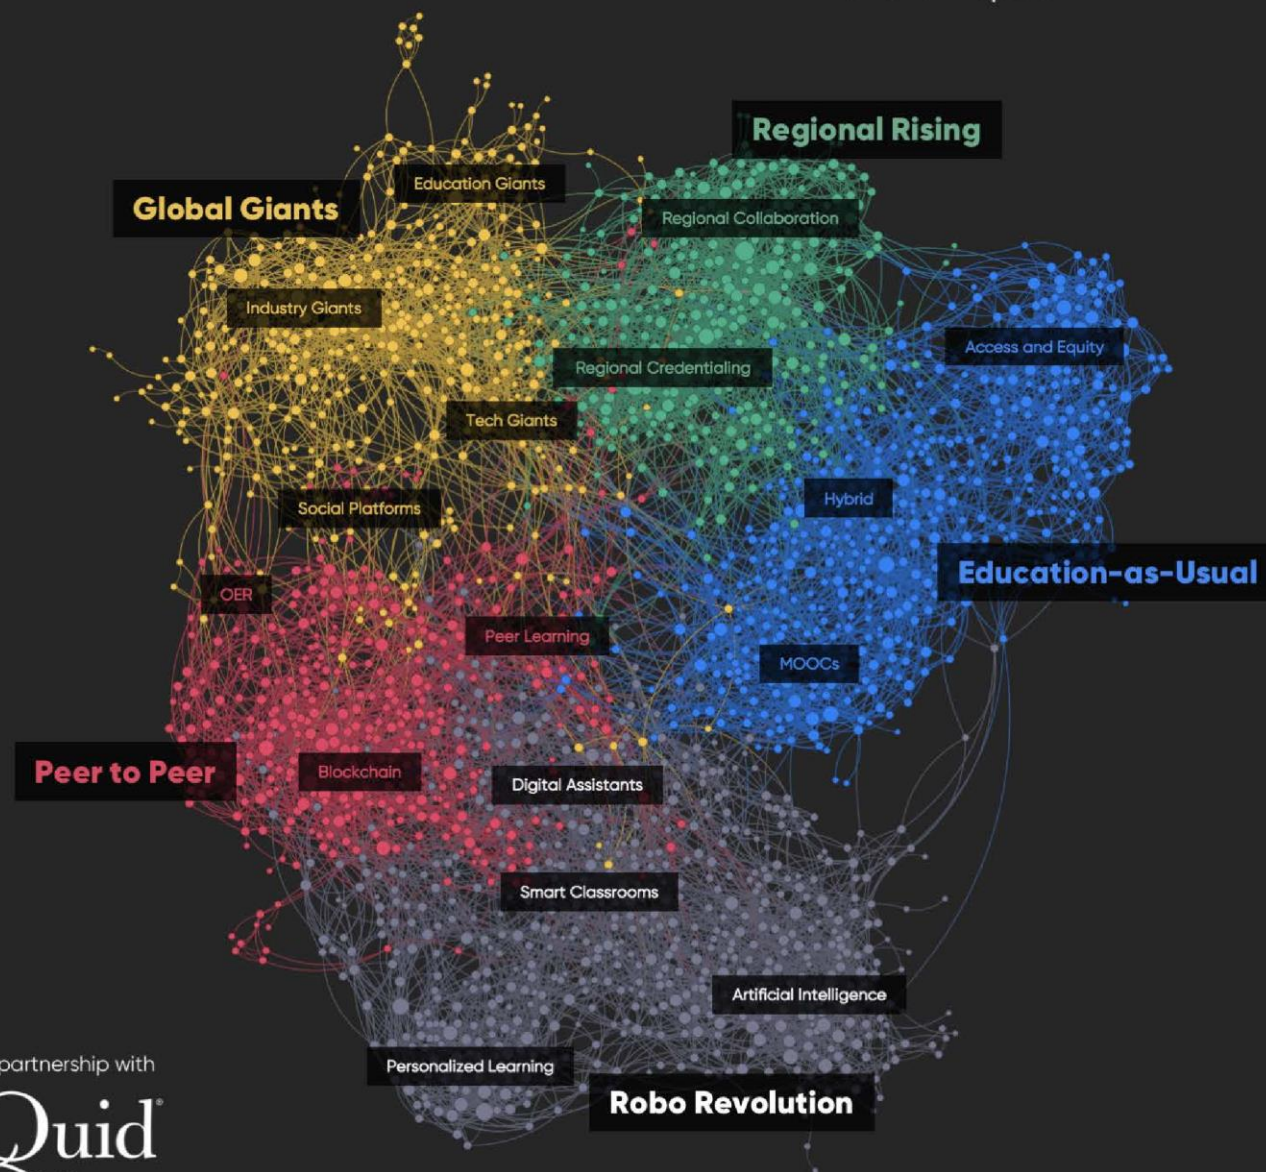 Regional Rising
Education Giants
Global Giants
Regional Collaboration
Industry Giants
Access and Equity
Regional Credentialing
Tech Giants
Hybrid
Social Platforms
Education-as-Usual
OER
Peer Learning
MOOCs
Peer to Peer
Blockchain
Digital Assistants
Smart Classrooms
Artificial Intelligence
partnership with
Personalized Learning
Robo Revolution
Quid